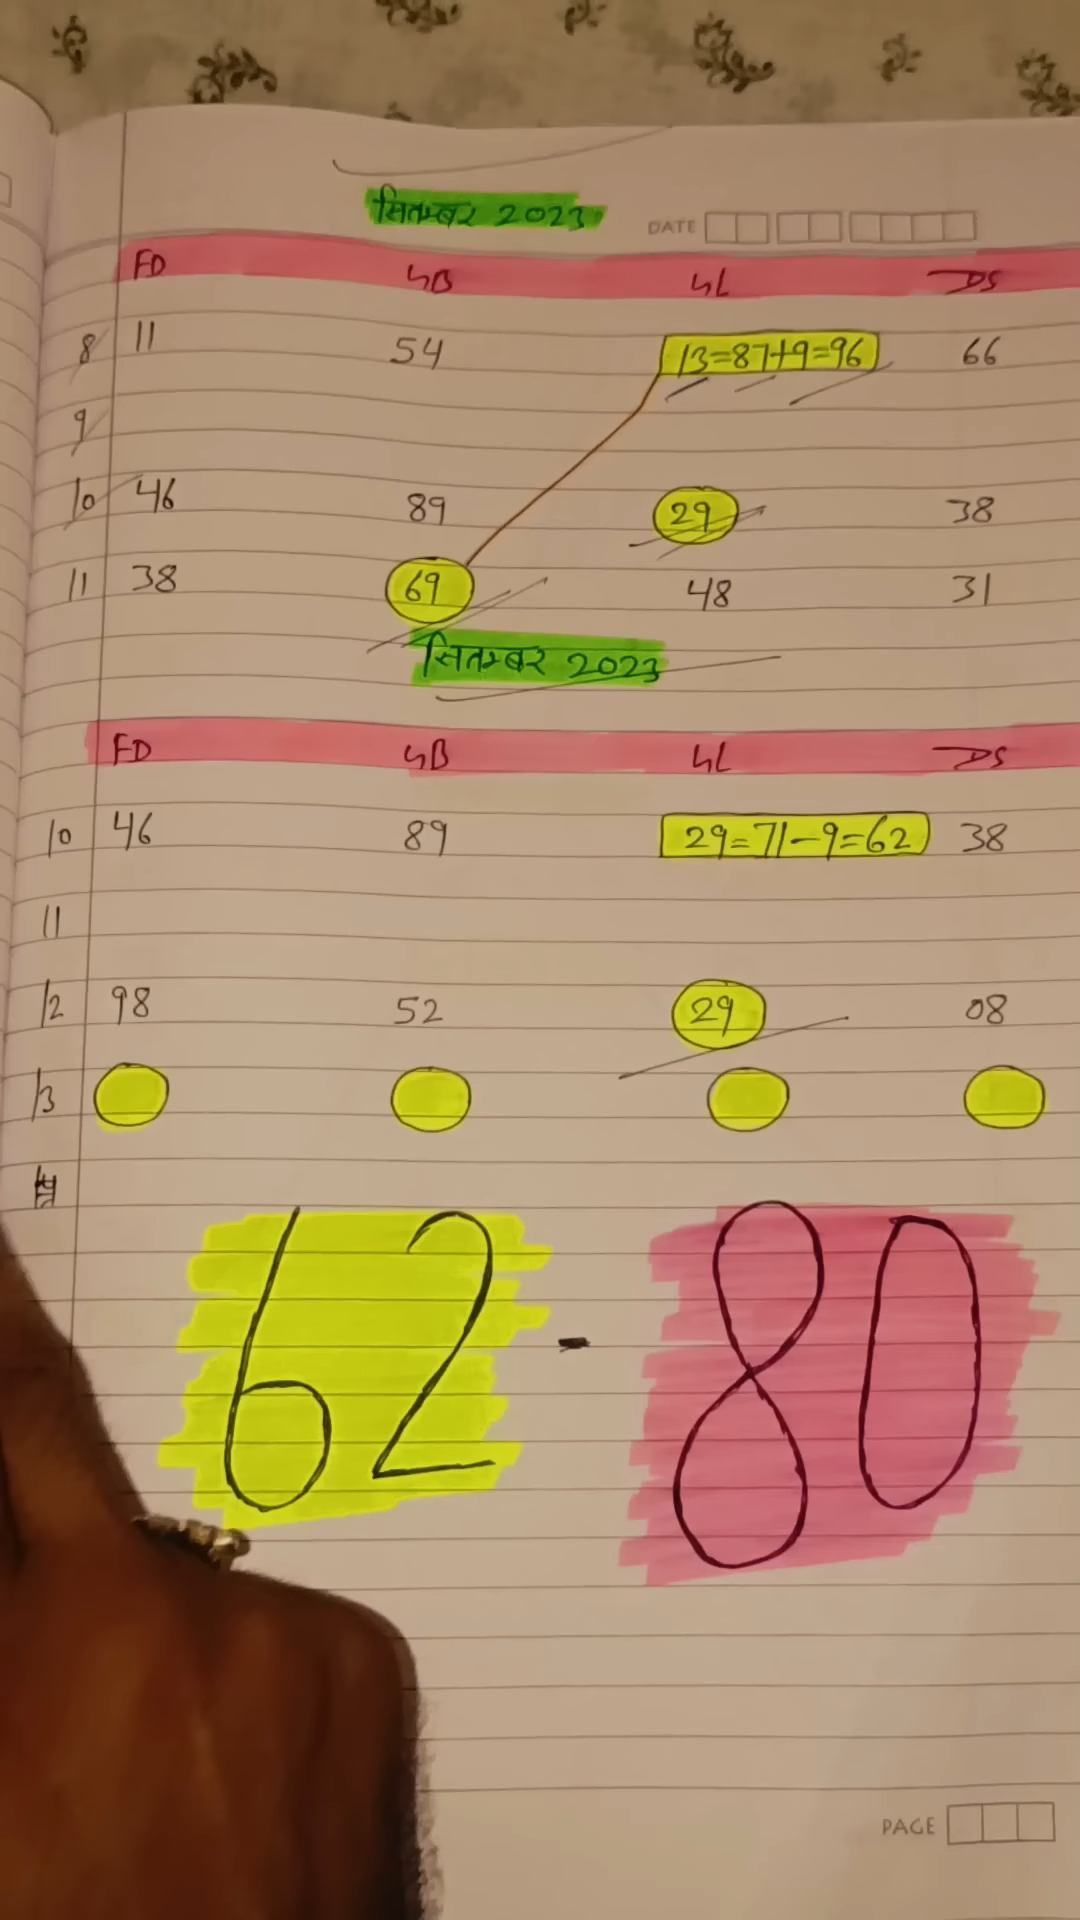 सितम्बर 2023
DATE
FD GB GL DS
8 11 54 13=87+9=96 66
9
10 46 89 29 38
11 38 69 48 31
सितम्बर 2023
FD GB GL DS
10 46 89 29=71-9=62 38
11
12 98 52 29 08
13
62 - 80
PAGE